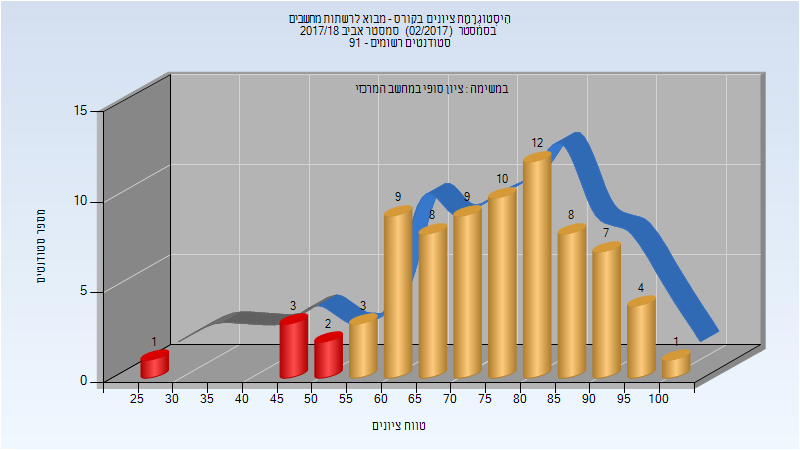 היסטוגרמת ציונים בקורס - מבוא לרשתות מחשבים
בסמסטר (02/2017) סמסטר אביב 2017/18
סטודנטים רשומים - 91
במשימה : ציון סופי במחשב המרכזי
מספר סטודנטים
15
10
5
0
1
3
2
3
9
8
9
10
12
8
7
4
1
25 30 35 40 45 50 55 60 65 70 75 80 85 90 95 100
טווח ציונים